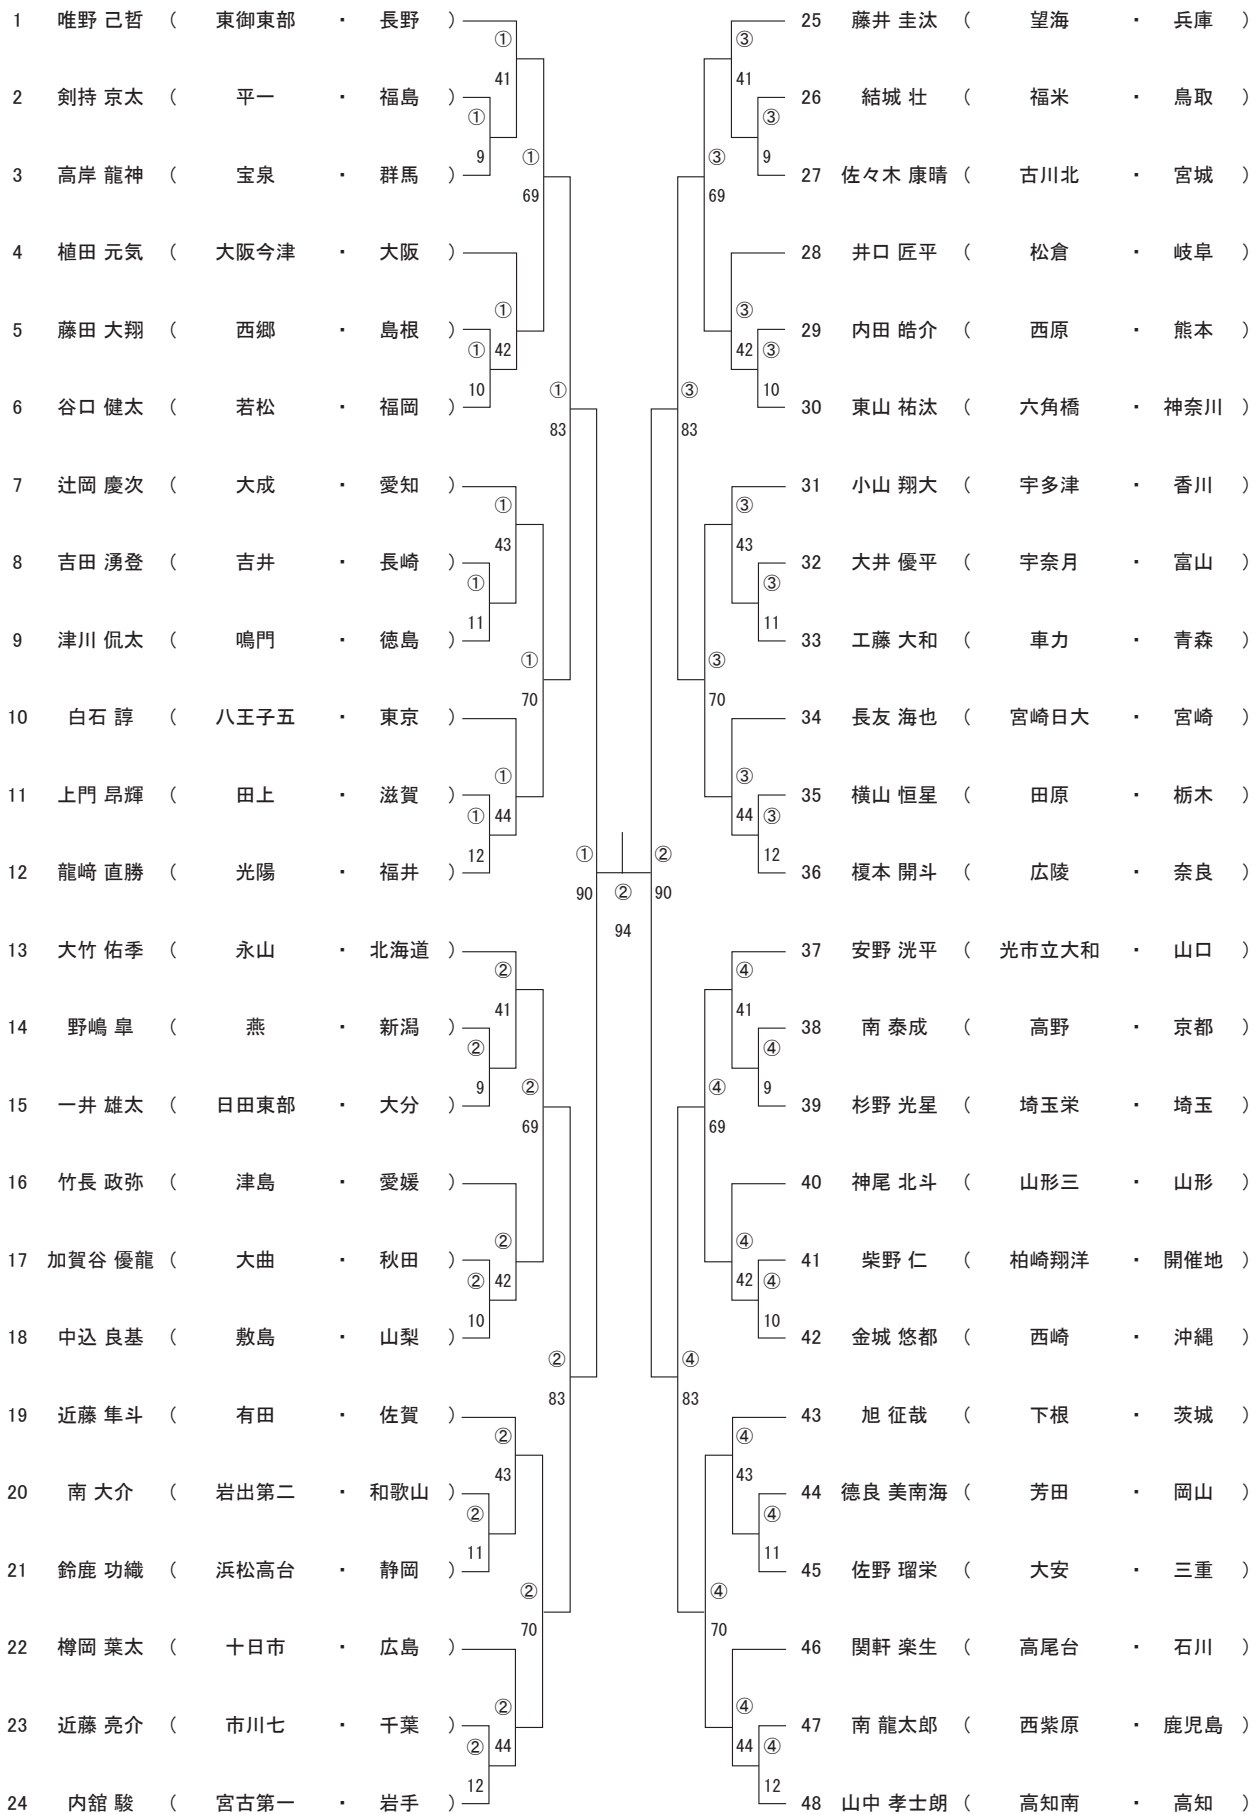 1 唯野 己哲 ( 東御東部 ・ 長野 )
2 剣持 京太 ( 平一 ・ 福島 )
3 高岸 龍神 ( 宝泉 ・ 群馬 )
4 植田 元気 ( 大阪今津 ・ 大阪 )
5 藤田 大翔 ( 西郷 ・ 島根 )
6 谷口 健太 ( 若松 ・ 福岡 )
7 辻岡 慶次 ( 大成 ・ 愛知 )
8 吉田 湧登 ( 吉井 ・ 長崎 )
9 津川 侃太 ( 鳴門 ・ 徳島 )
10 白石 諄 ( 八王子五 ・ 東京 )
11 上門 昂輝 ( 田上 ・ 滋賀 )
12 龍﨑 直勝 ( 光陽 ・ 福井 )
13 大竹 佑季 ( 永山 ・ 北海道 )
14 野嶋 皐 ( 燕 ・ 新潟 )
15 一井 雄太 ( 日田東部 ・ 大分 )
16 竹長 政弥 ( 津島 ・ 愛媛 )
17 加賀谷 優龍 ( 大曲 ・ 秋田 )
18 中込 良基 ( 敷島 ・ 山梨 )
19 近藤 隼斗 ( 有田 ・ 佐賀 )
20 南 大介 ( 岩出第二 ・ 和歌山 )
21 鈴鹿 功織 ( 浜松高台 ・ 静岡 )
22 樽岡 葉太 ( 十日市 ・ 広島 )
23 近藤 亮介 ( 市川七 ・ 千葉 )
24 内舘 駿 ( 宮古第一 ・ 岩手 )
① 9
① 10
① 11
① 12
② 9
② 10
② 11
② 12
① 41
① 42
① 43
① 44
② 41
② 42
② 43
② 44
① 69
① 70
② 69
② 70
① 83
② 83
① 90
② 94
② 90
③ 83
④ 83
③ 69
③ 70
④ 69
④ 70
③ 41
③ 42
③ 43
③ 44
④ 41
④ 42
④ 43
④ 44
③ 9
③ 10
③ 11
③ 12
④ 9
④ 10
④ 11
④ 12
25 藤井 圭汰 ( 望海 ・ 兵庫 )
26 結城 壮 ( 福米 ・ 鳥取 )
27 佐々木 康晴 ( 古川北 ・ 宮城 )
28 井口 匠平 ( 松倉 ・ 岐阜 )
29 内田 皓介 ( 西原 ・ 熊本 )
30 東山 祐汰 ( 六角橋 ・ 神奈川 )
31 小山 翔大 ( 宇多津 ・ 香川 )
32 大井 優平 ( 宇奈月 ・ 富山 )
33 工藤 大和 ( 車力 ・ 青森 )
34 長友 海也 ( 宮崎日大 ・ 宮崎 )
35 横山 恒星 ( 田原 ・ 栃木 )
36 榎本 開斗 ( 広陵 ・ 奈良 )
37 安野 洸平 ( 光市立大和 ・ 山口 )
38 南 泰成 ( 高野 ・ 京都 )
39 杉野 光星 ( 埼玉栄 ・ 埼玉 )
40 神尾 北斗 ( 山形三 ・ 山形 )
41 柴野 仁 ( 柏崎翔洋 ・ 開催地 )
42 金城 悠都 ( 西崎 ・ 沖縄 )
43 旭 征哉 ( 下根 ・ 茨城 )
44 德良 美南海 ( 芳田 ・ 岡山 )
45 佐野 瑠栄 ( 大安 ・ 三重 )
46 関軒 楽生 ( 高尾台 ・ 石川 )
47 南 龍太郎 ( 西紫原 ・ 鹿児島 )
48 山中 孝士朗 ( 高知南 ・ 高知 )